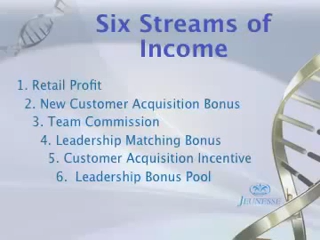 Six Streams of
Income
1. Retail Profit
2. New Customer Acquisition Bonus
3. Team Commission
4. Leadership Matching Bonus
5. Customer Acquisition Incentive
6. Leadership Bonus Pool
JEUNESSE